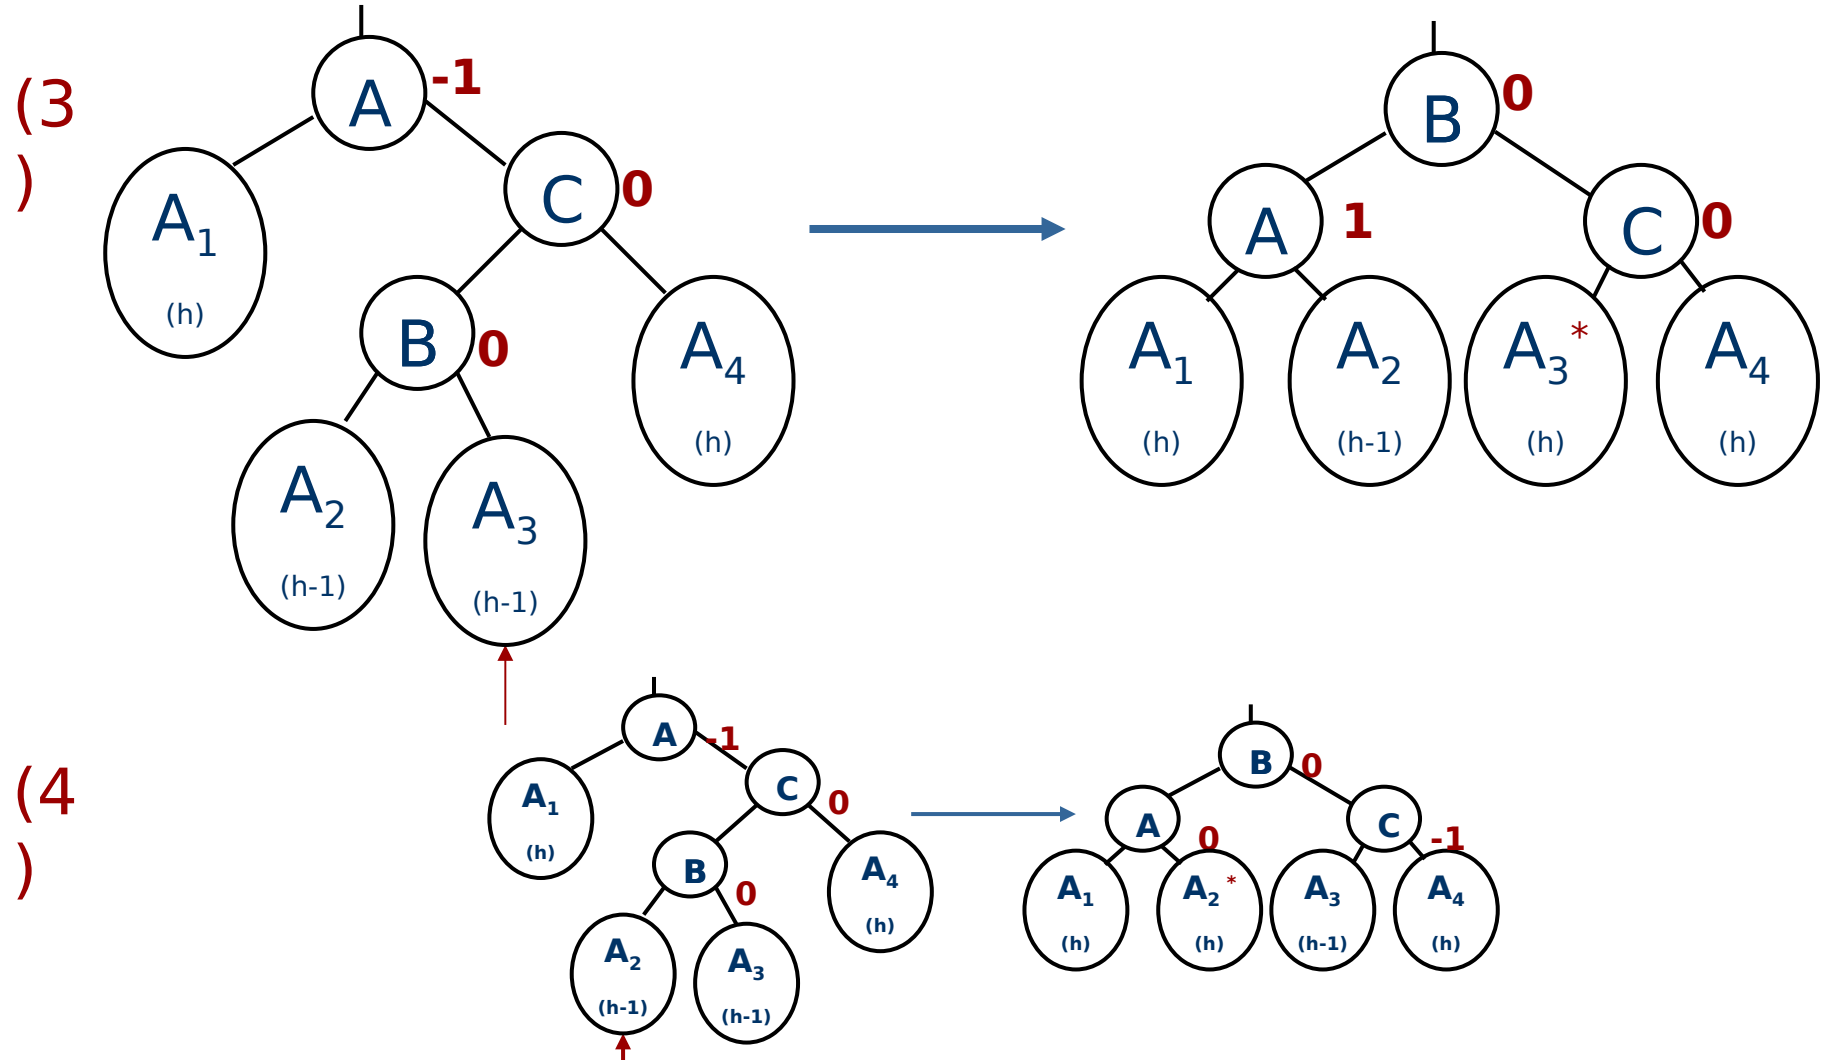 (3
)
A -1
C 0
A1
(h)
B 0
A4
(h)
A2
(h-1)
A3
(h-1)
B 0
A 1
C 0
A1
(h)
A2
(h-1)
A3*
(h)
A4
(h)
(4
)
A -1
C 0
A1
(h)
B 0
A4
(h)
A2
(h-1)
A3
(h-1)
B 0
A 0
C -1
A1
(h)
A2*
(h)
A3
(h-1)
A4
(h)